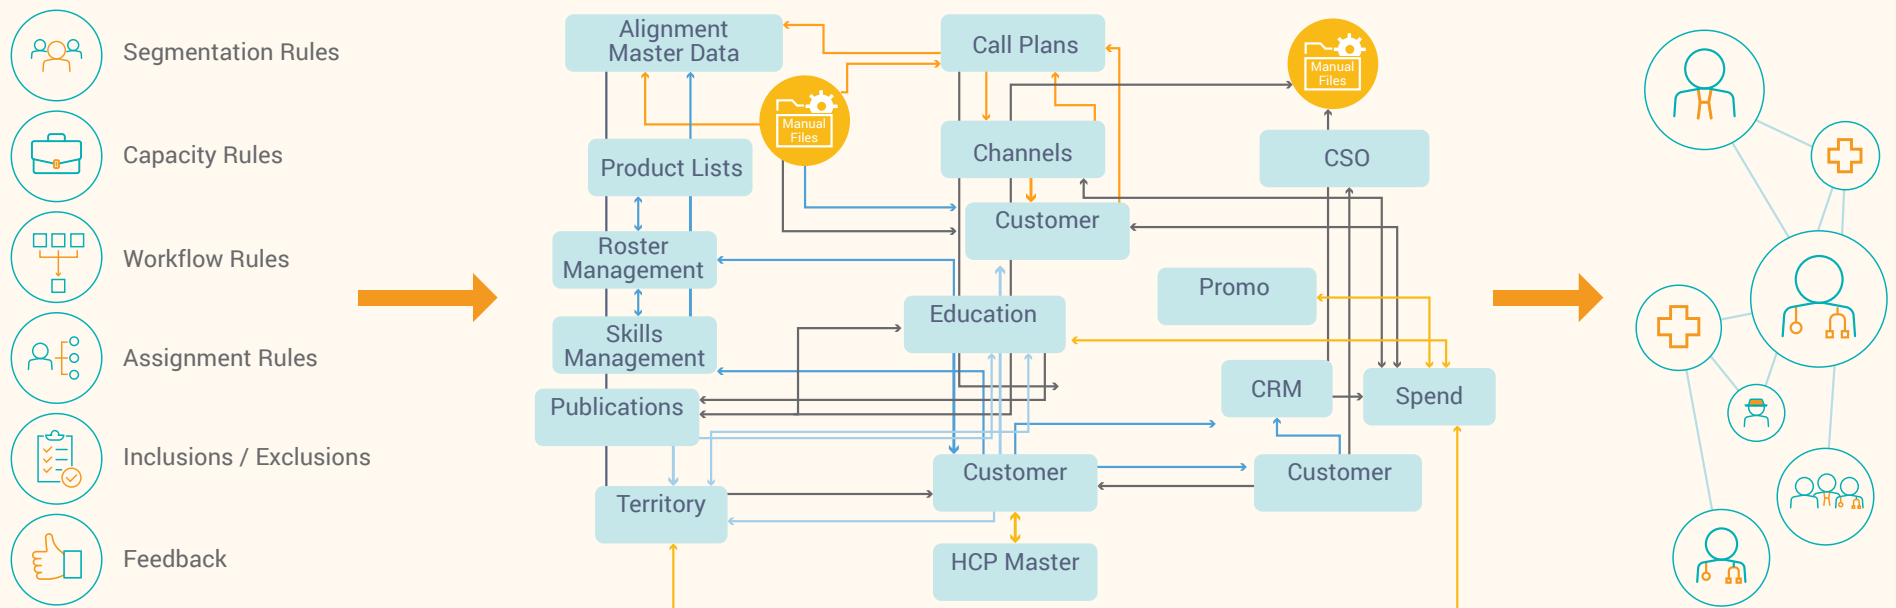 Segmentation Rules
Capacity Rules
Workflow Rules
Assignment Rules
Inclusions / Exclusions
Feedback
Alignment
Master Data
Call Plans
Manual
Files
Manual
Files
Product Lists
Channels
CSO
Customer
Roster
Management
Promo
Education
Skills
Management
Publications
CRM
Spend
Territory
Customer
Customer
HCP Master